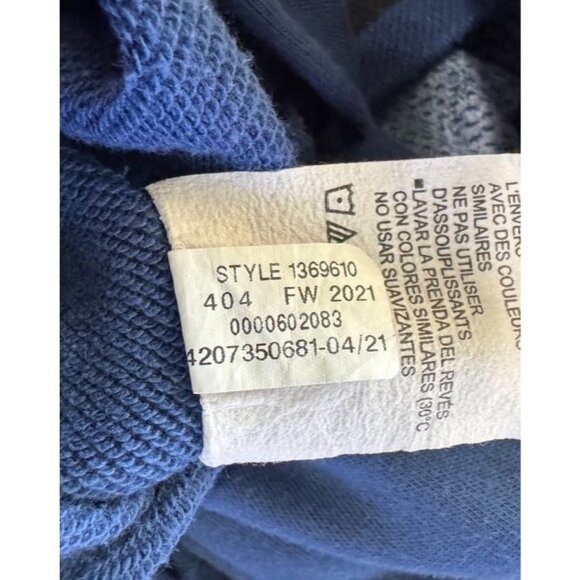 STYLE 1369610
404 FW 2021
0000602083
4207350681-04/21
L'ENVERS
AVEC DES COULEURS
SIMILAIRES
NE PAS UTILISER
D'ASSOUPLISSANTS
LAVAR LA PRENDA DEL REVÉS
CON COLORES SIMILARES (30°C
NO USAR SUAVIZANTES